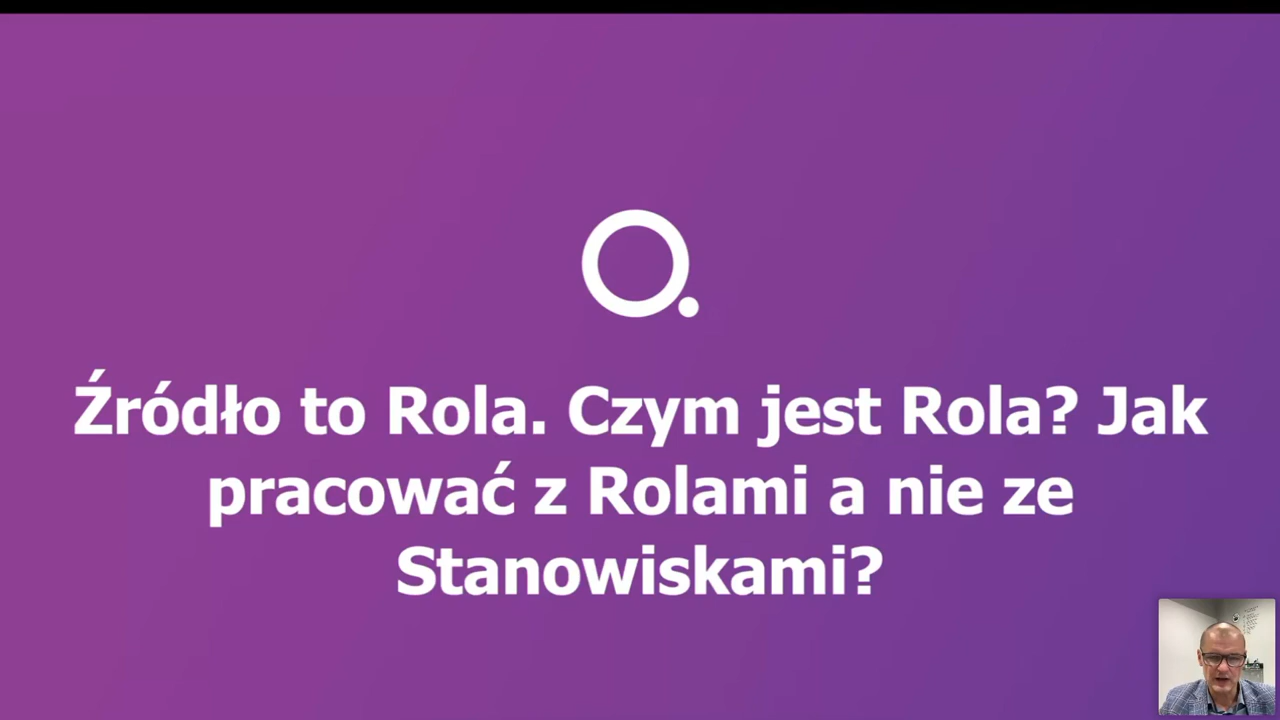 Źródło to Rola. Czym jest Rola? Jak
pracować z Rolami a nie ze
Stanowiskami?